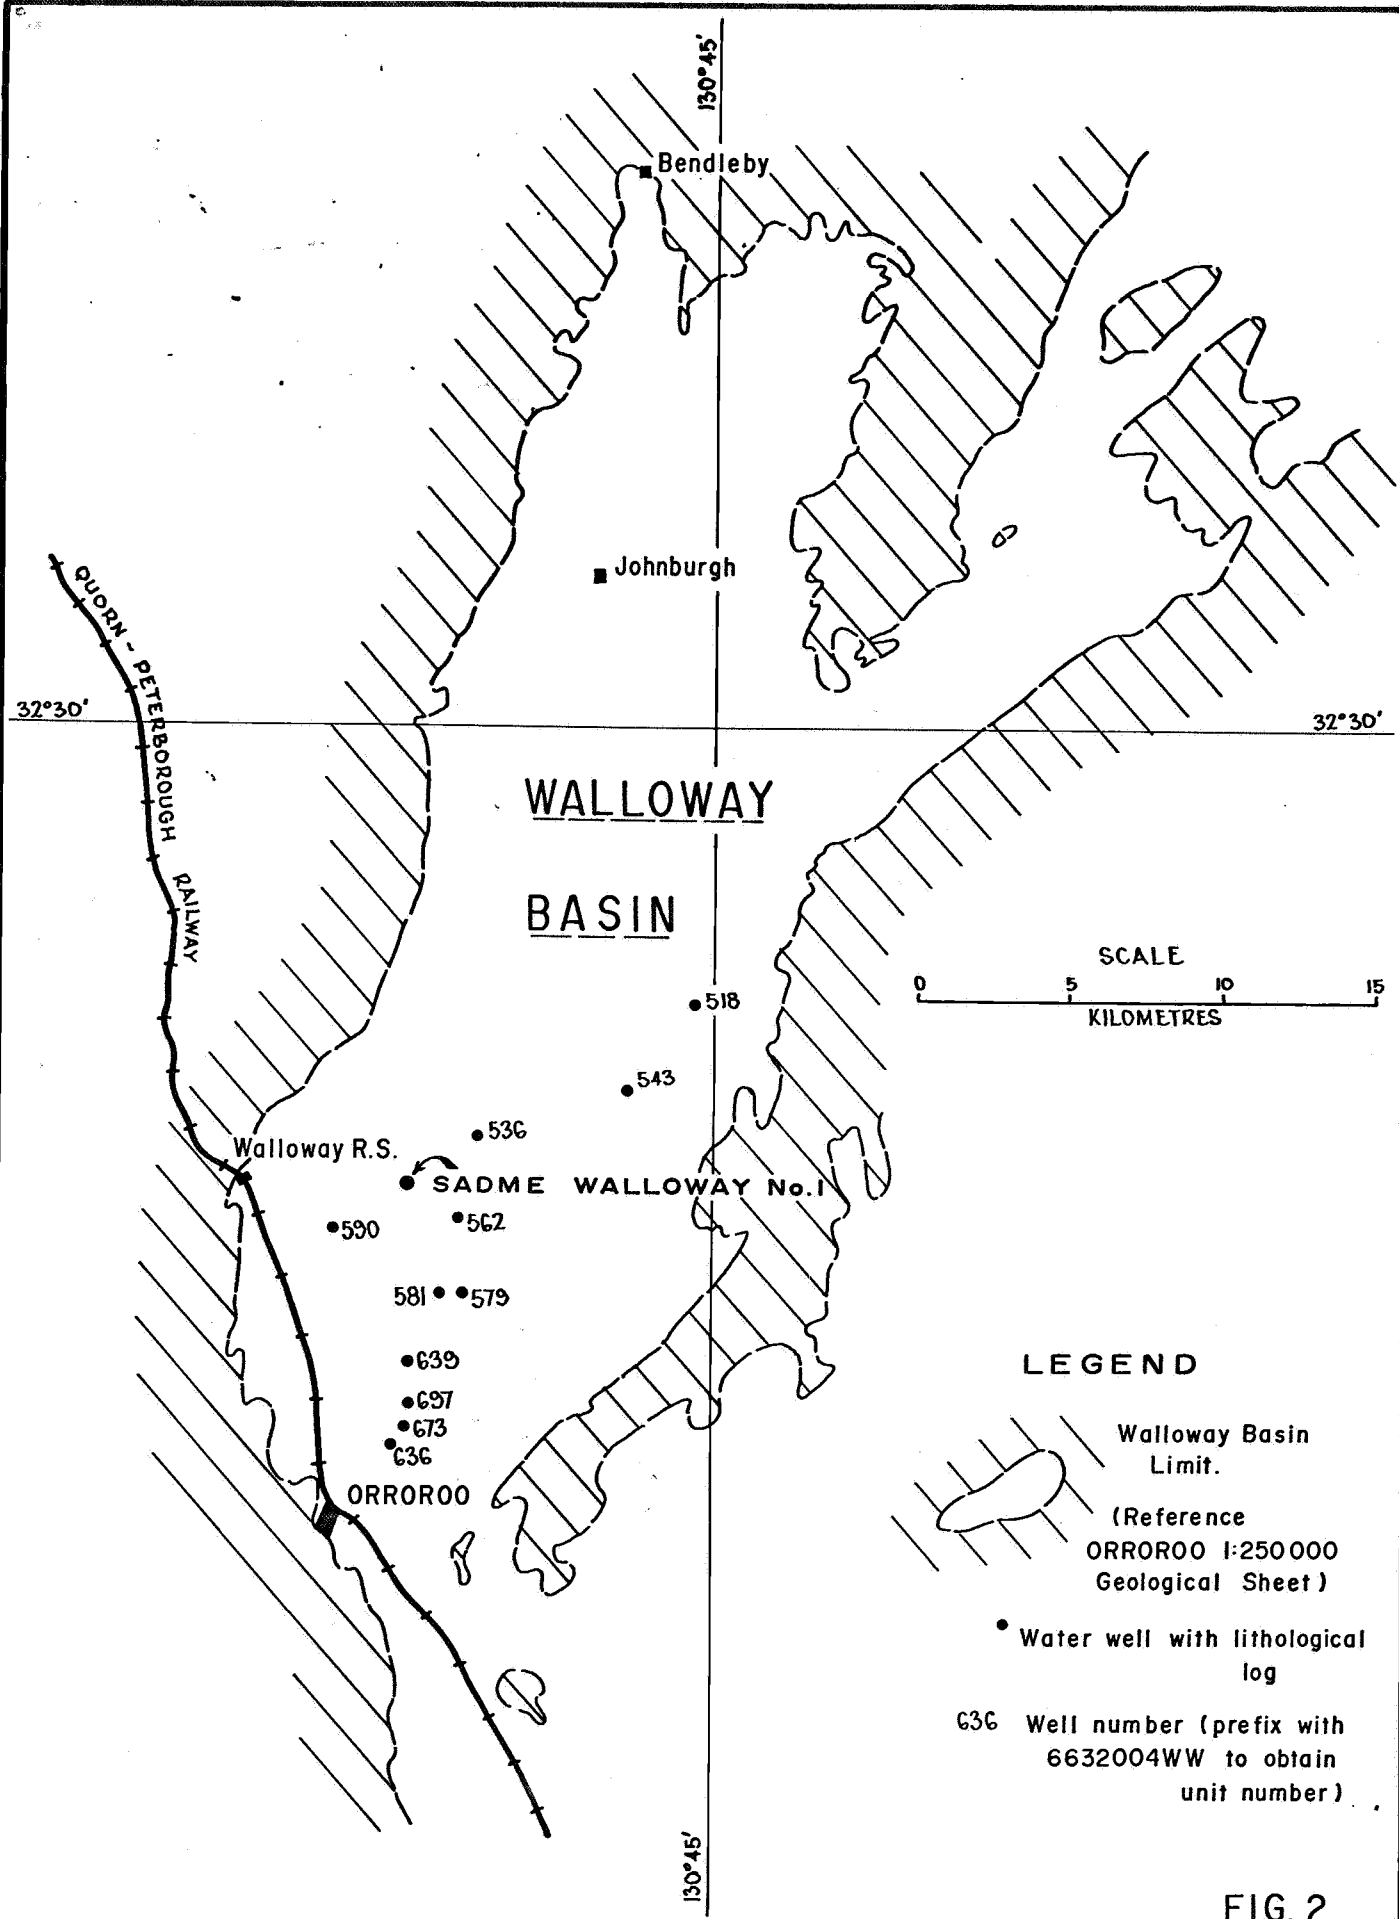 130°45'
Bendleby
Johnburgh
QUORN - PETERBOROUGH RAILWAY
32°30'
32°30'
WALLOWAY
BASIN
SCALE
0 5 10 15
KILOMETRES
518
543
536
Walloway R.S.
SADME WALLOWAY No.1
590
562
581
579
639
697
673
636
ORROROO
LEGEND
Walloway Basin
Limit.
(Reference
ORROROO 1:250000
Geological Sheet)
Water well with lithological
log
636 Well number (prefix with
6632004WW to obtain
unit number)
130°45'
FIG. 2